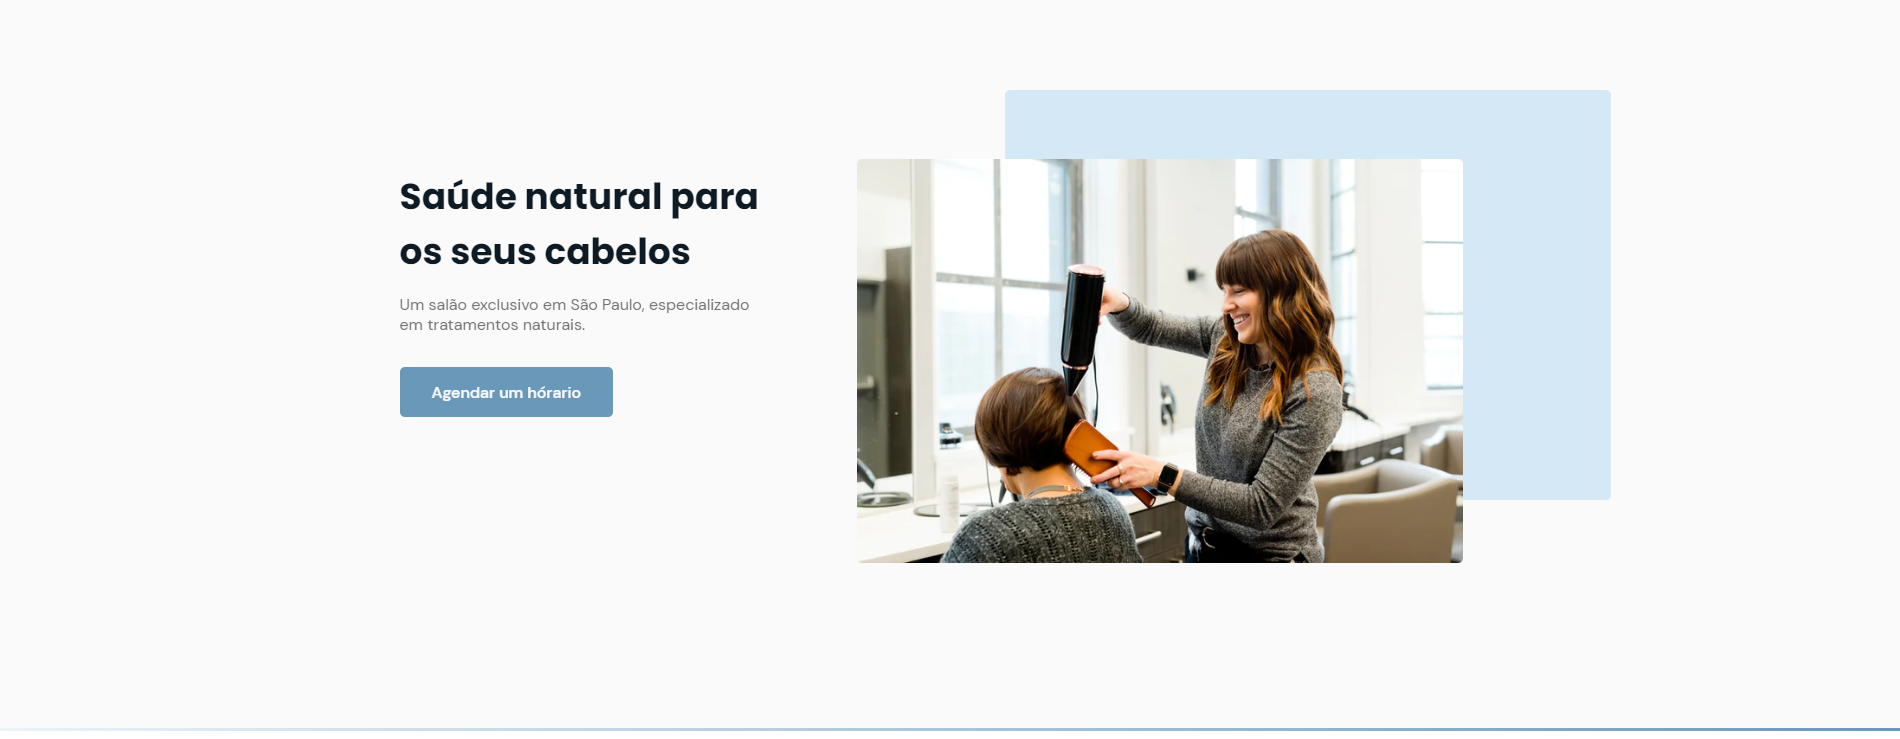 Saúde natural para
os seus cabelos
Um salão exclusivo em São Paulo, especializado
em tratamentos naturais.
Agendar um hórario